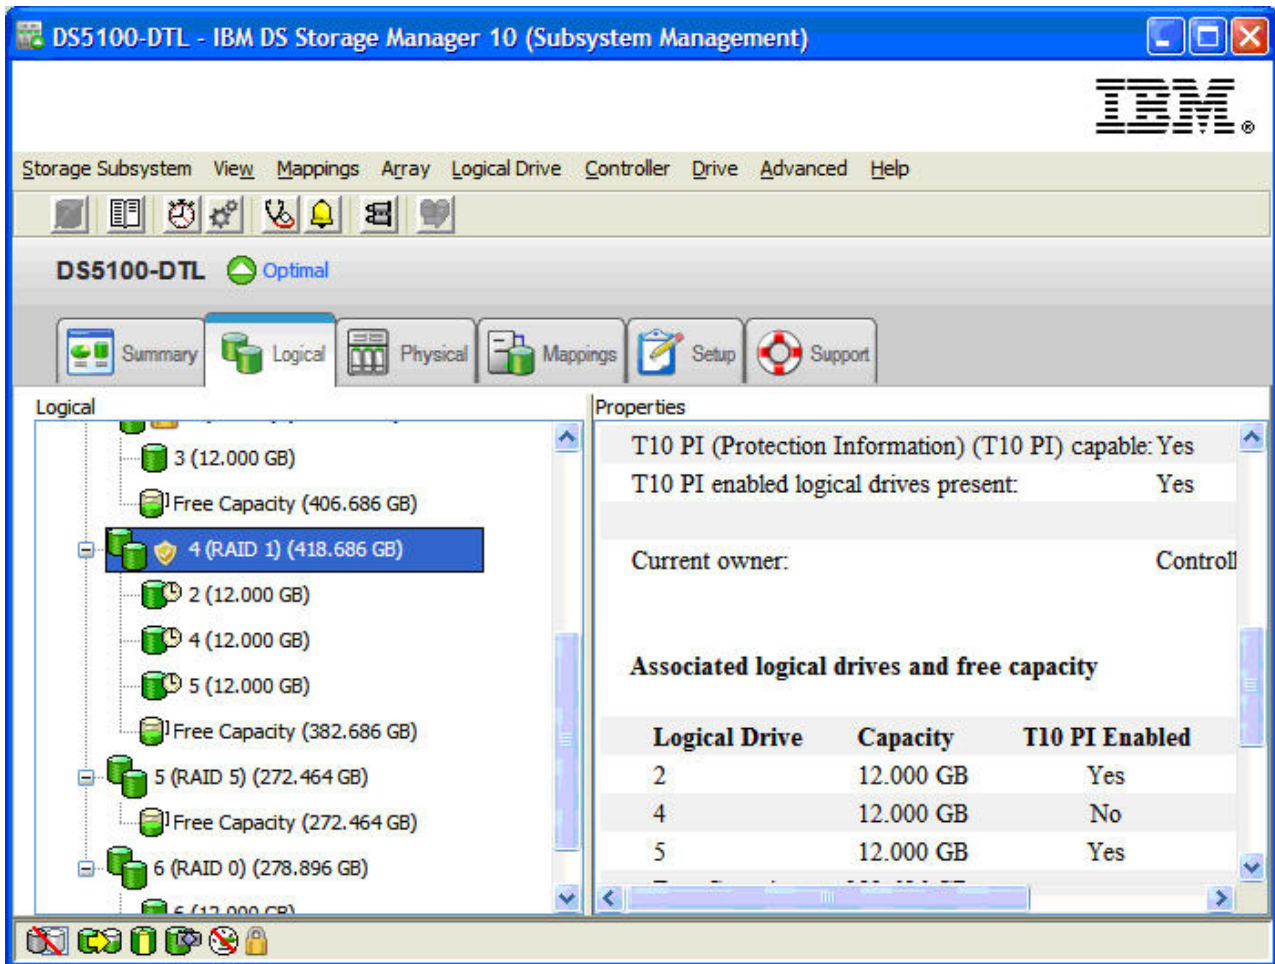 DS5100-DTL - IBM DS Storage Manager 10 (Subsystem Management)
IBM®
Storage Subsystem View Mappings Array Logical Drive Controller Drive Advanced Help
DS5100-DTL Optimal
Summary Logical Physical Mappings Setup Support
Logical
3 (12.000 GB)
Free Capacity (406.686 GB)
4 (RAID 1) (418.686 GB)
2 (12.000 GB)
4 (12.000 GB)
5 (12.000 GB)
Free Capacity (382.686 GB)
5 (RAID 5) (272.464 GB)
Free Capacity (272.464 GB)
6 (RAID 0) (278.896 GB)
6 (12.000 GB)
Properties
T10 PI (Protection Information) (T10 PI) capable: Yes
T10 PI enabled logical drives present: Yes
Current owner: Controll
Associated logical drives and free capacity
Logical Drive Capacity T10 PI Enabled
2 12.000 GB Yes
4 12.000 GB No
5 12.000 GB Yes